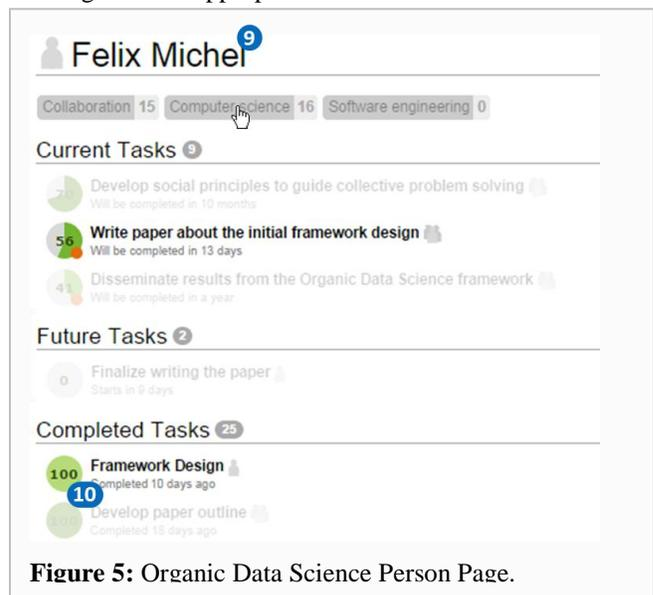 Felix Michel 9
Collaboration 15 Computer science 16 Software engineering 0
Current Tasks 9
70 Develop social principles to guide collective problem solving
Will be completed in 10 months
56 Write paper about the initial framework design
Will be completed in 13 days
41 Disseminate results from the Organic Data Science framework
Will be completed in a year
Future Tasks 2
0 Finalize writing the paper
Starts in 9 days
Completed Tasks 25
100 Framework Design
Completed 10 days ago
10
100 Develop paper outline
Completed 18 days ago
Figure 5: Organic Data Science Person Page.